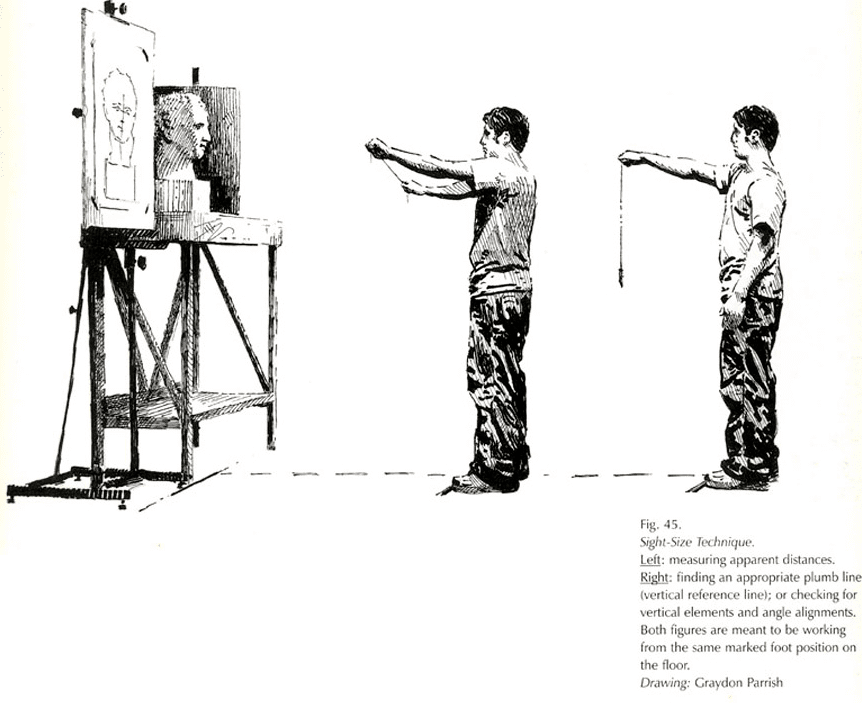 Fig. 45.
Sight-Size Technique.
Left: measuring apparent distances.
Right: finding an appropriate plumb line
(vertical reference line); or checking for
vertical elements and angle alignments.
Both figures are meant to be working
from the same marked foot position on
the floor.
Drawing: Graydon Parrish